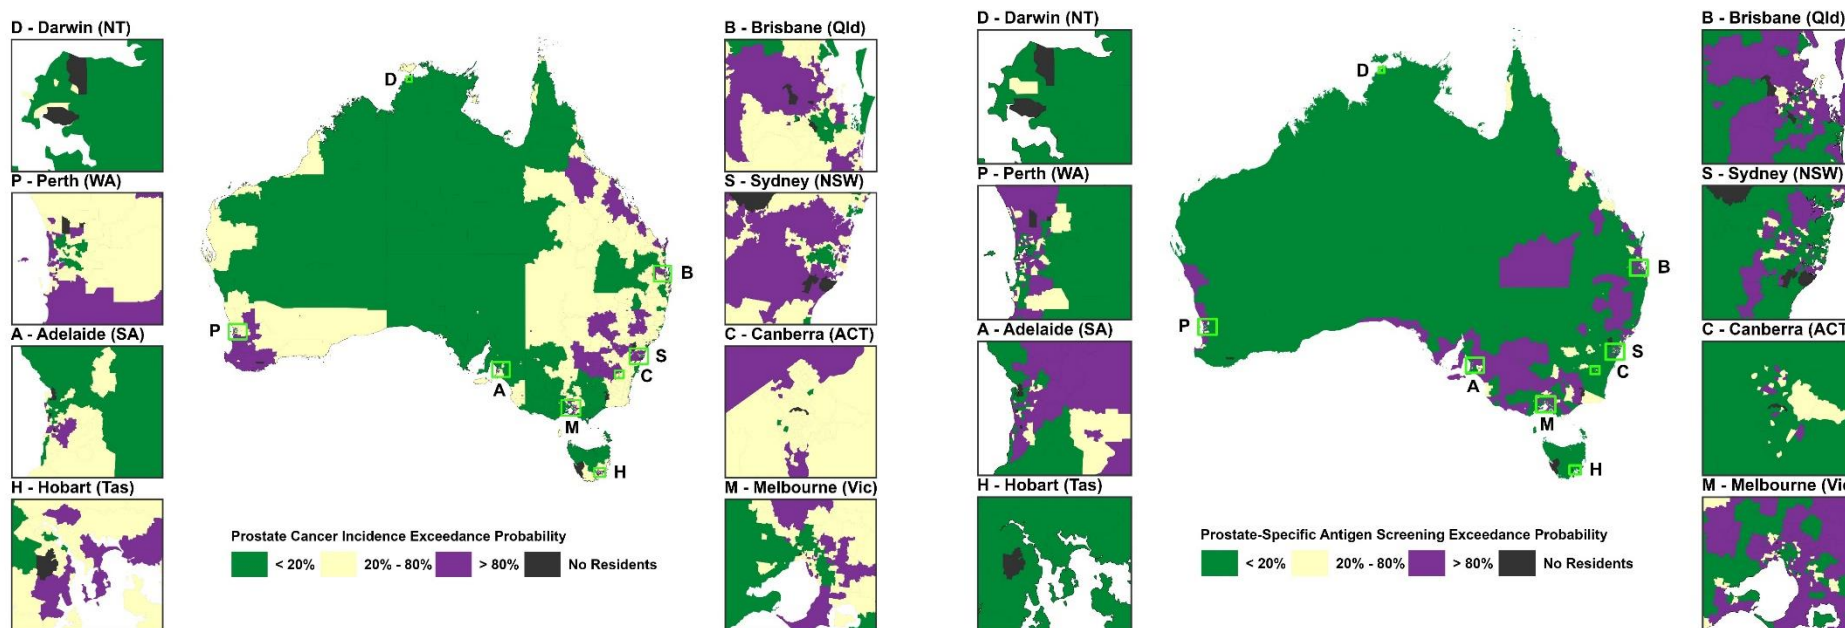 D - Darwin (NT)
P - Perth (WA)
A - Adelaide (SA)
H - Hobart (Tas)
D
P
A
M
H
S
C
B
Prostate Cancer Incidence Exceedance Probability
< 20% 20% - 80% > 80% No Residents
B - Brisbane (Qld)
S - Sydney (NSW)
C - Canberra (ACT)
M - Melbourne (Vic)
D - Darwin (NT)
P - Perth (WA)
A - Adelaide (SA)
H - Hobart (Tas)
D
P
A
M
H
S
C
B
Prostate-Specific Antigen Screening Exceedance Probability
< 20% 20% - 80% > 80% No Residents
B - Brisbane (Qld)
S - Sydney (NSW)
C - Canberra (ACT
M - Melbourne (Vic